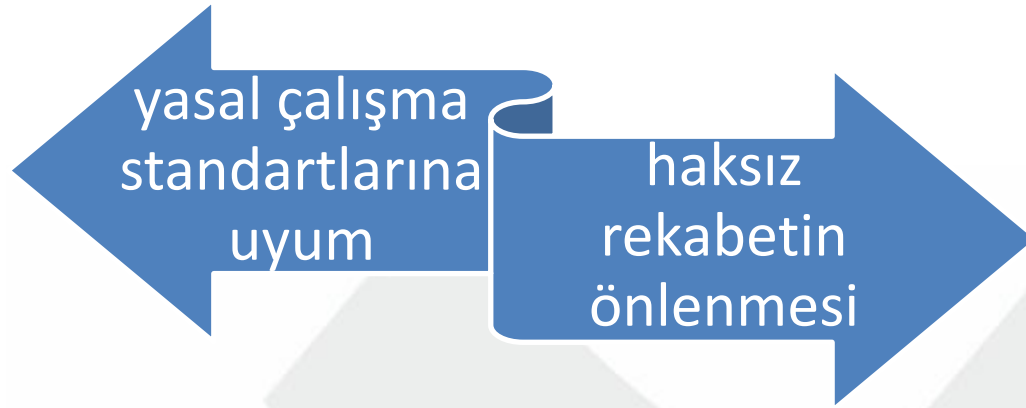 yasal çalışma
standartlarına
uyum
haksız
rekabetin
önlenmesi